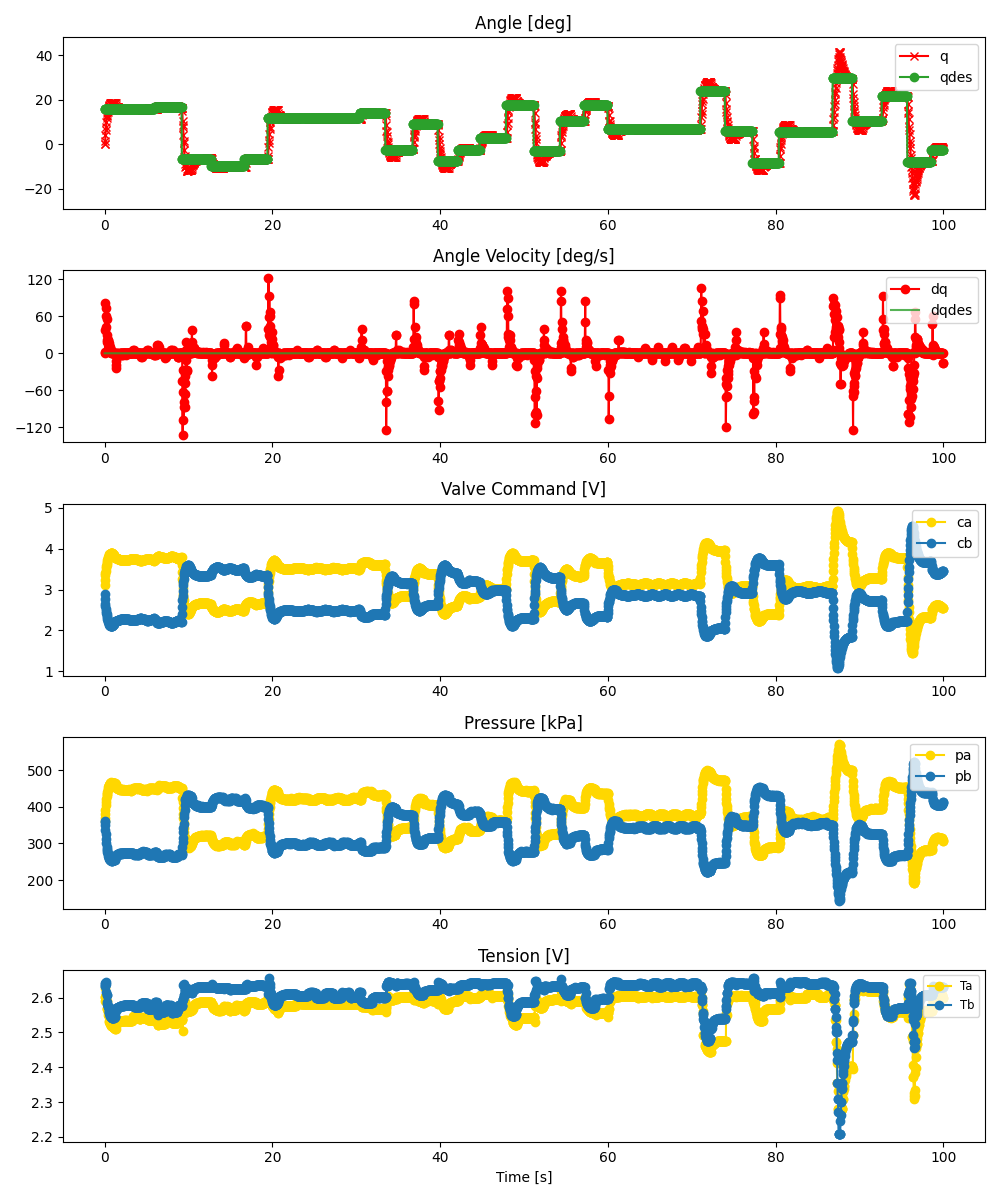 Angle [deg]
40
20
0
−20
q
qdes
0 20 40 60 80 100
Angle Velocity [deg/s]
120
60
0
−60
−120
dq
dqdes
0 20 40 60 80 100
Valve Command [V]
5
4
3
2
1
ca
cb
0 20 40 60 80 100
Pressure [kPa]
500
400
300
200
pa
pb
0 20 40 60 80 100
Tension [V]
2.6
2.5
2.4
2.3
2.2
Ta
Tb
0 20 40 60 80 100
Time [s]